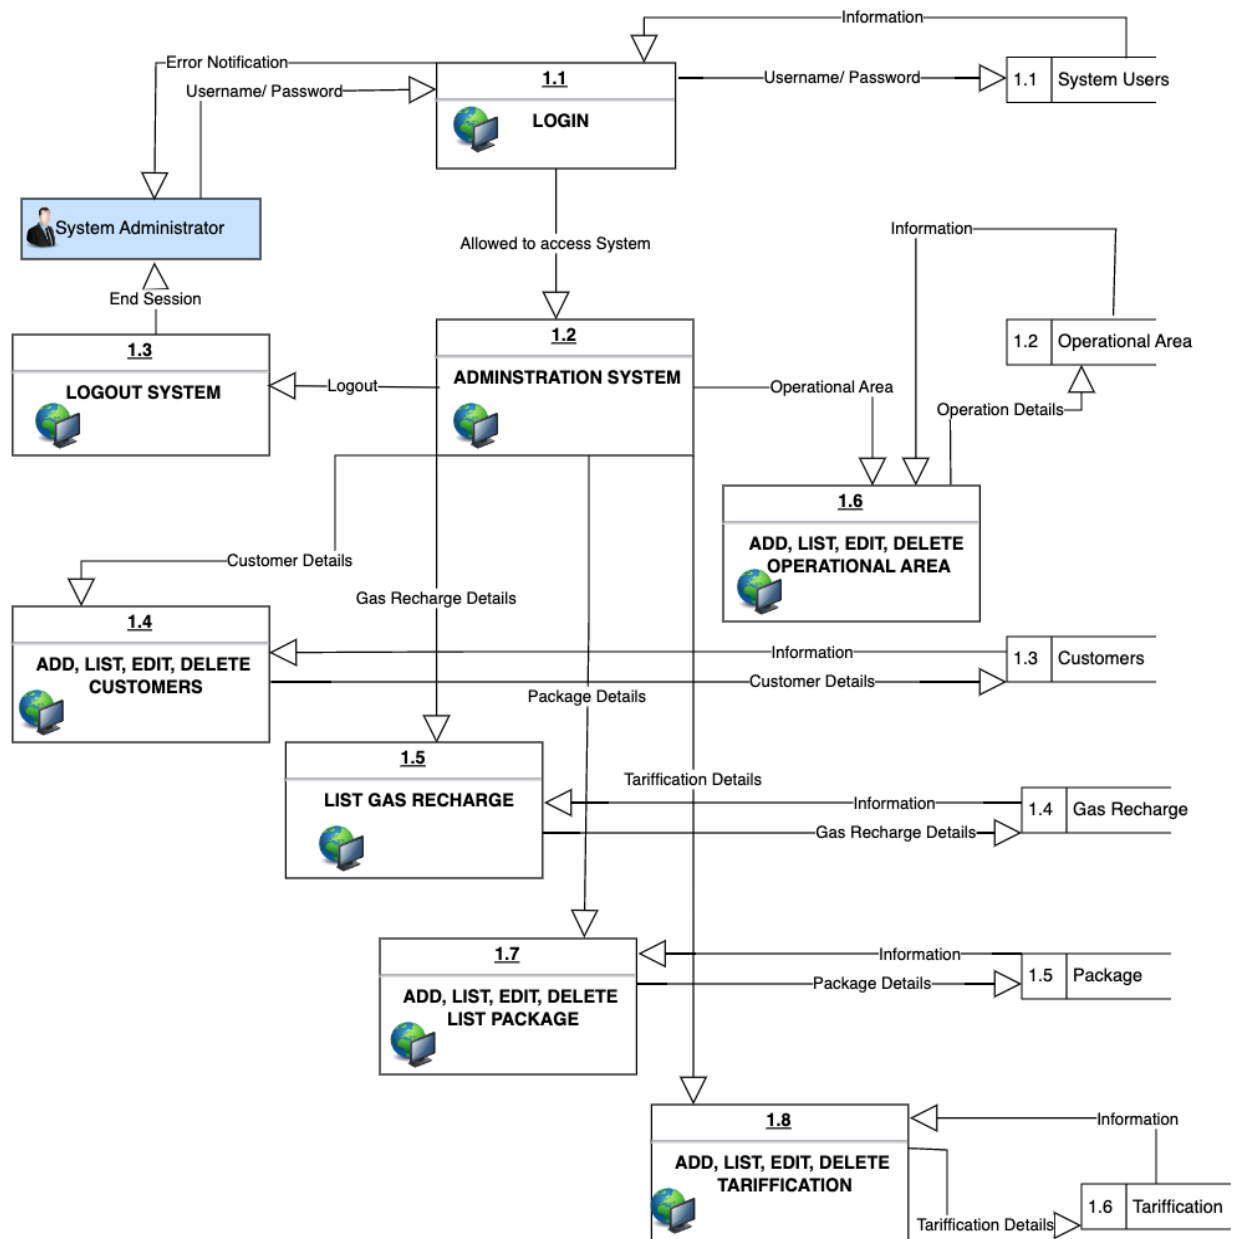 Information
Error Notification
1.1
Username/ Password
1.1
System Users
Username/ Password
LOGIN
System Administrator
Allowed to access System
Information
End Session
1.3
LOGOUT SYSTEM
Logout
1.2
ADMINSTRATION SYSTEM
Operational Area
1.2
Operational Area
Operation Details
1.6
ADD, LIST, EDIT, DELETE
OPERATIONAL AREA
Customer Details
Gas Recharge Details
1.4
ADD, LIST, EDIT, DELETE
CUSTOMERS
Information
1.3
Customers
Customer Details
Package Details
1.5
LIST GAS RECHARGE
Tariffication Details
Information
1.4
Gas Recharge
Gas Recharge Details
1.7
ADD, LIST, EDIT, DELETE
LIST PACKAGE
Information
1.5
Package
Package Details
1.8
ADD, LIST, EDIT, DELETE
TARIFFICATION
Information
1.6
Tariffication
Tariffication Details